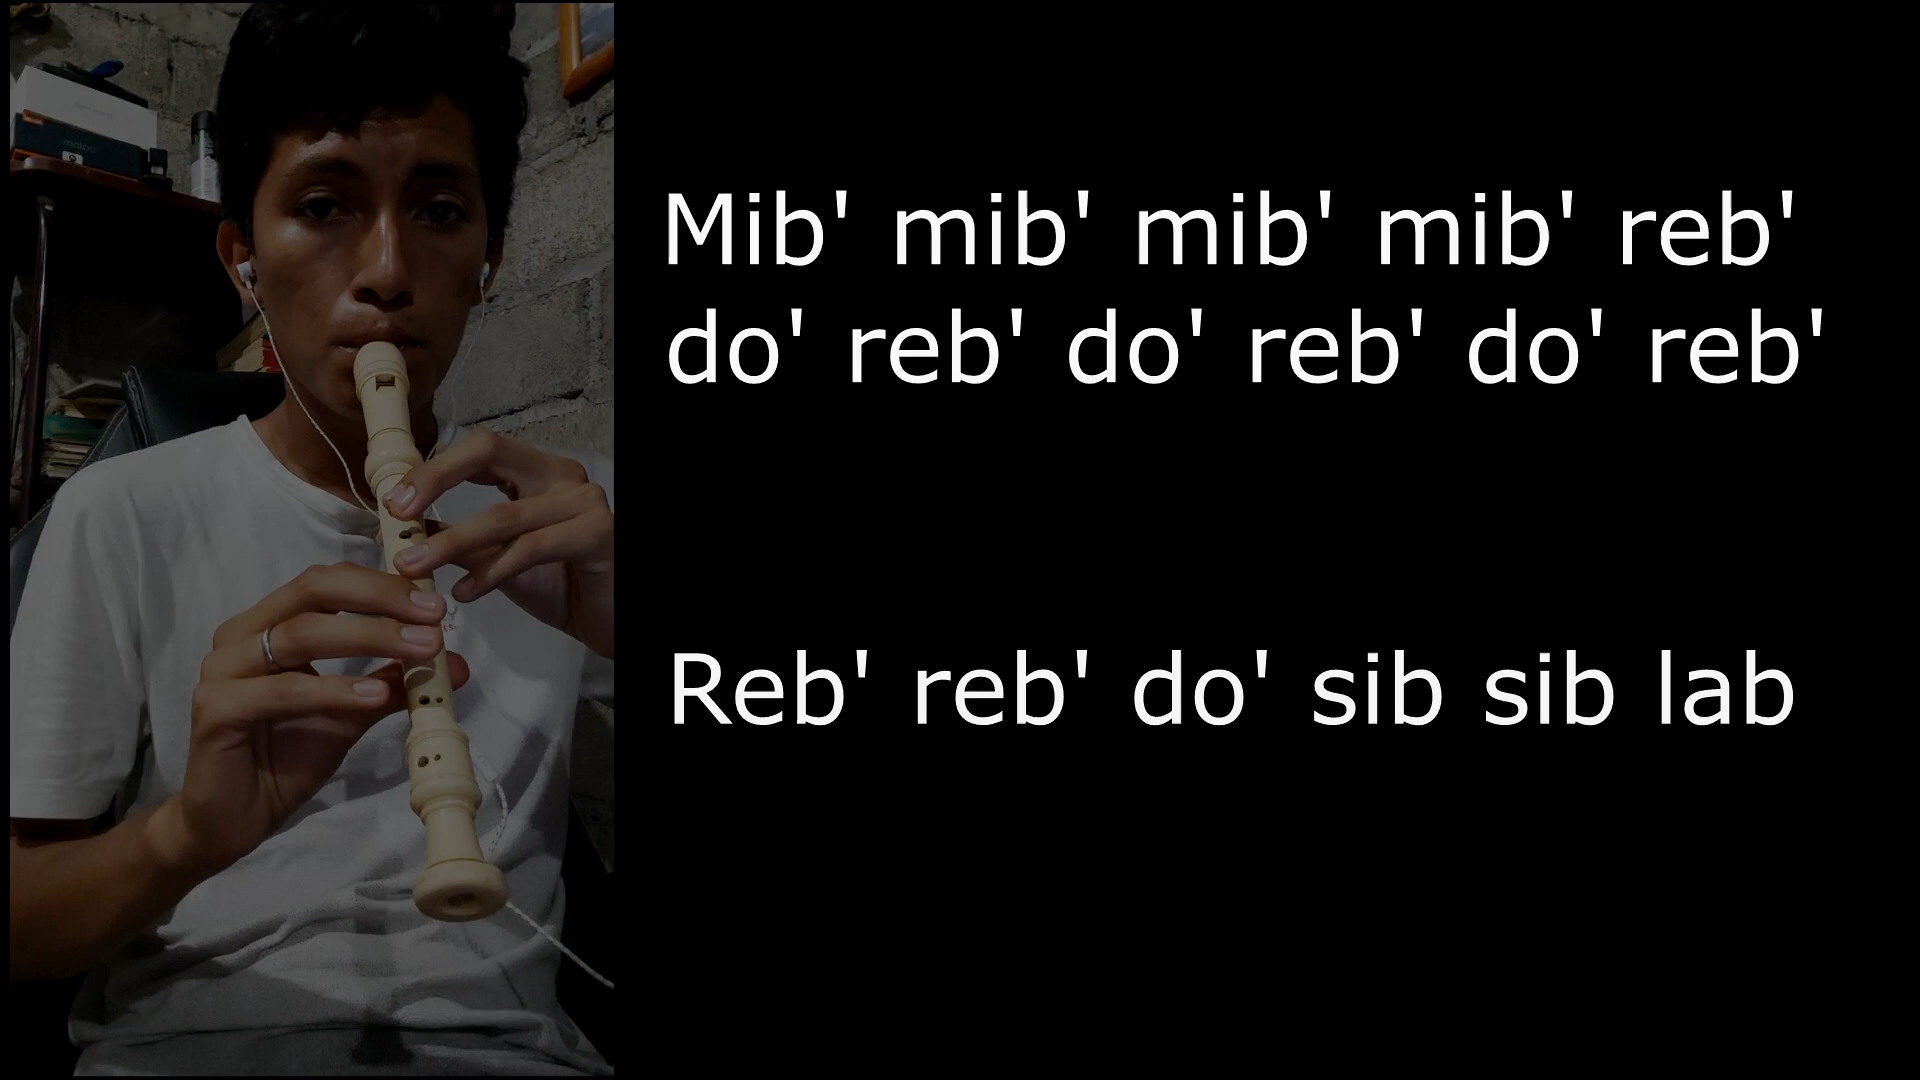 Mib' mib' mib' mib' reb'
do' reb' do' reb' do' reb'
Reb' reb' do' sib sib lab